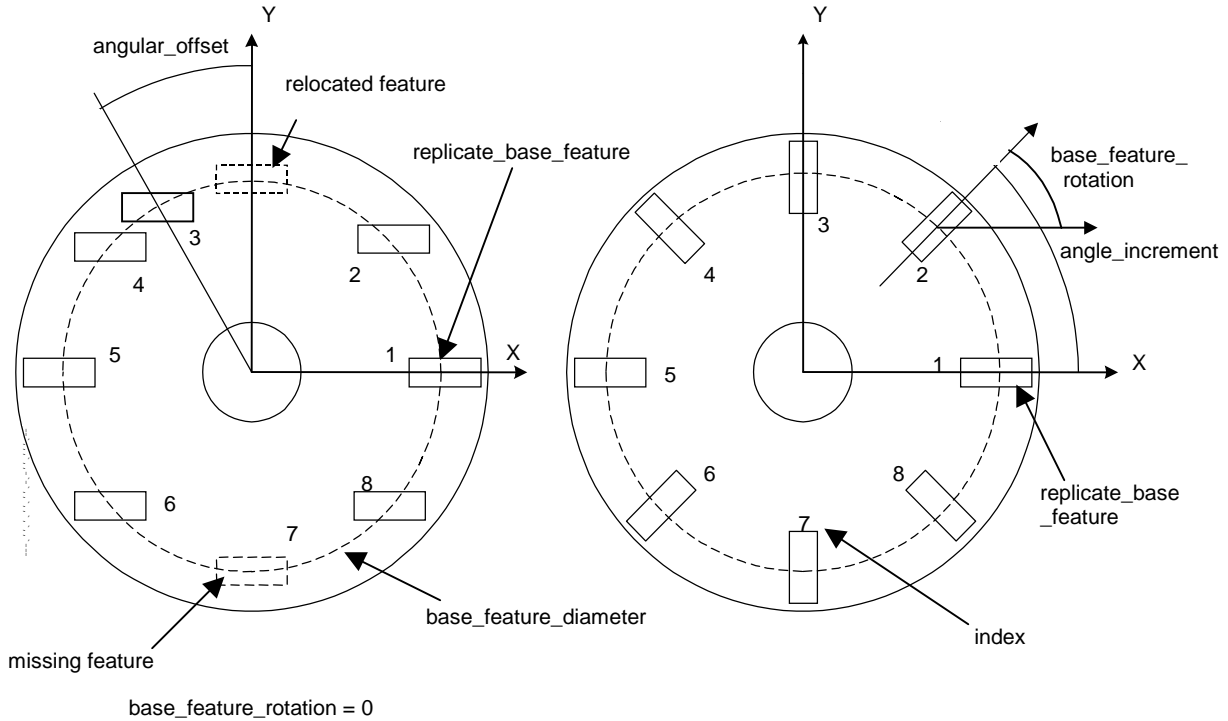 Y
angular_offset
relocated feature
replicate_base_feature
3
2
4
5
1
X
6
8
7
base_feature_diameter
missing feature
base_feature_rotation = 0
Y
base_feature_
rotation
angle_increment
3
2
4
1
X
5
6
8
7
replicate_base
_feature
index